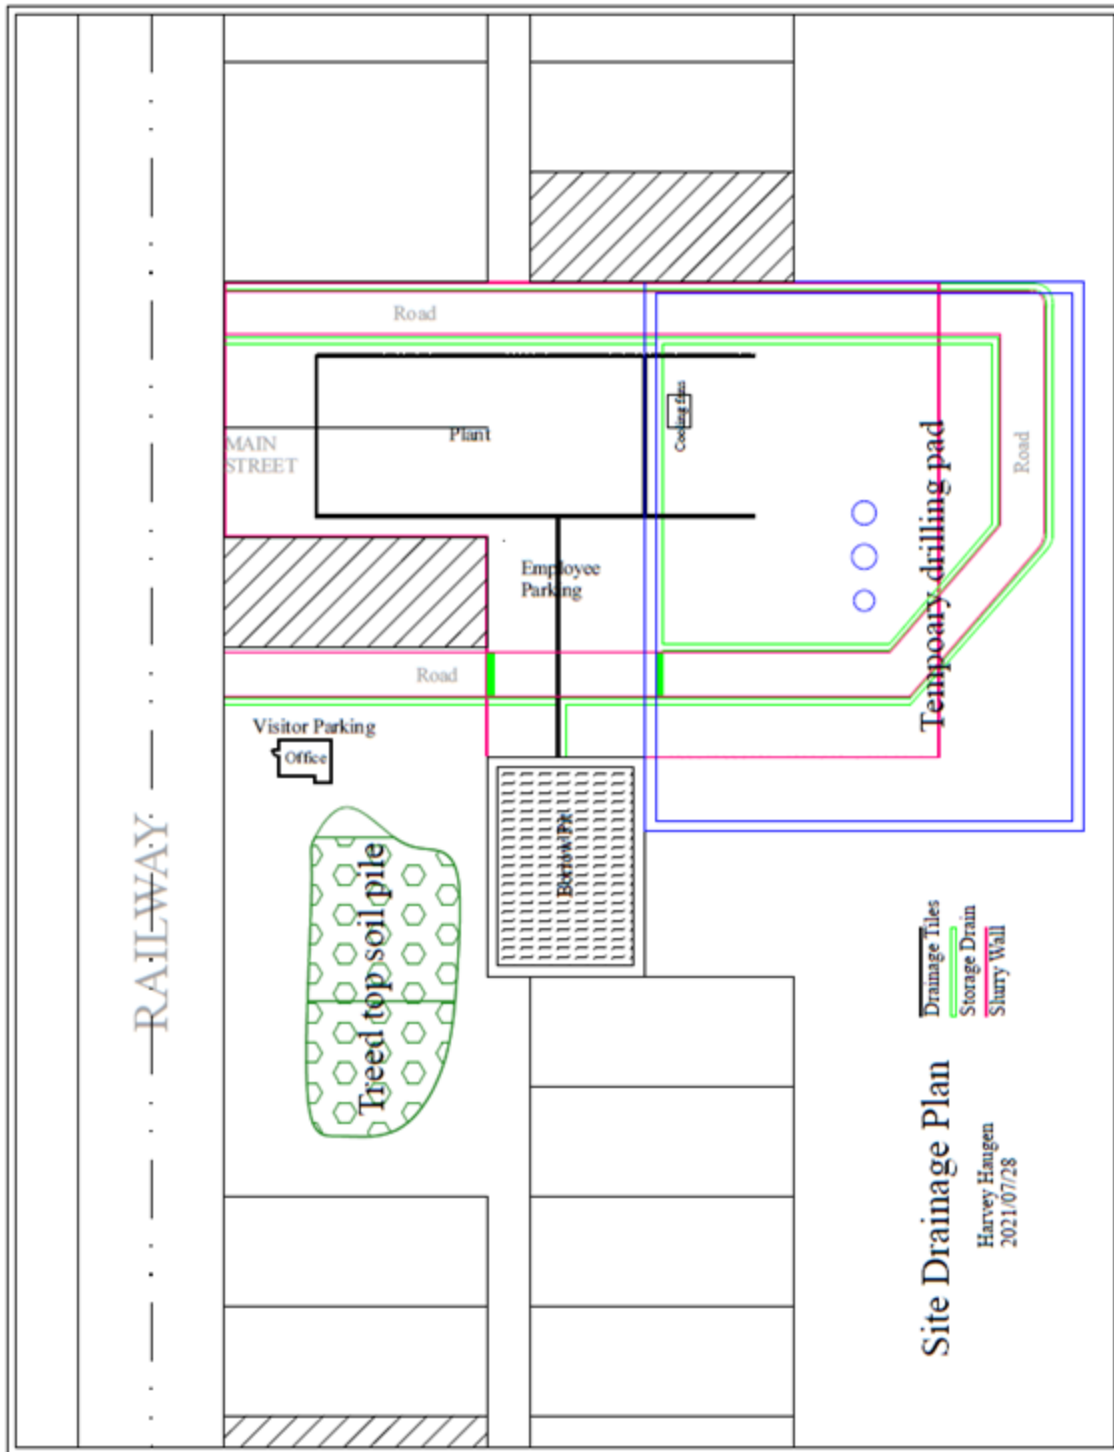 Road
MAIN
STREET
Plant
Cooling fans
Road
Employee
Parking
Tempoary drilling pad
Road
Visitor Parking
Office
Borrow Pit
Treed top soil pile
RAILWAY
Drainage Tiles
Storage Drain
Slurry Wall
Site Drainage Plan
Harvey Haugen
2021/07/28